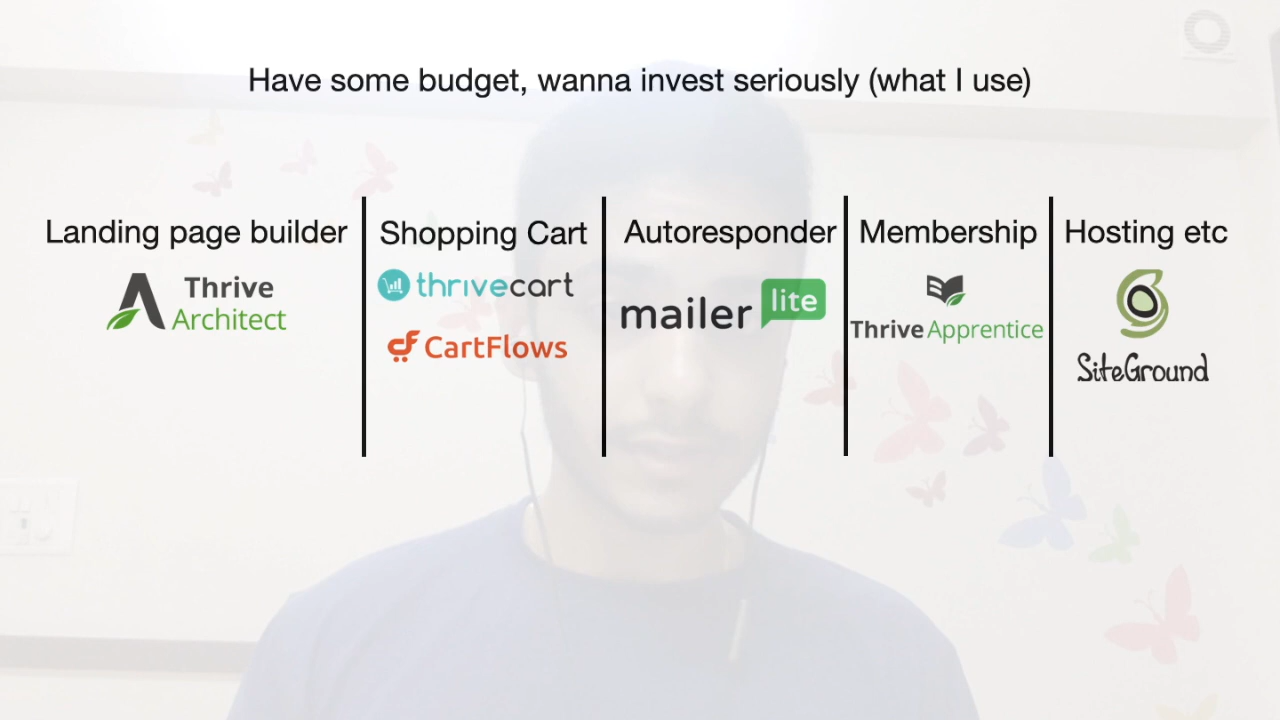 Have some budget, wanna invest seriously (what I use)
Landing page builder
Thrive
Architect
Shopping Cart
thrivecart
CartFlows
Autoresponder
mailer lite
Membership
Thrive Apprentice
Hosting etc
SiteGround